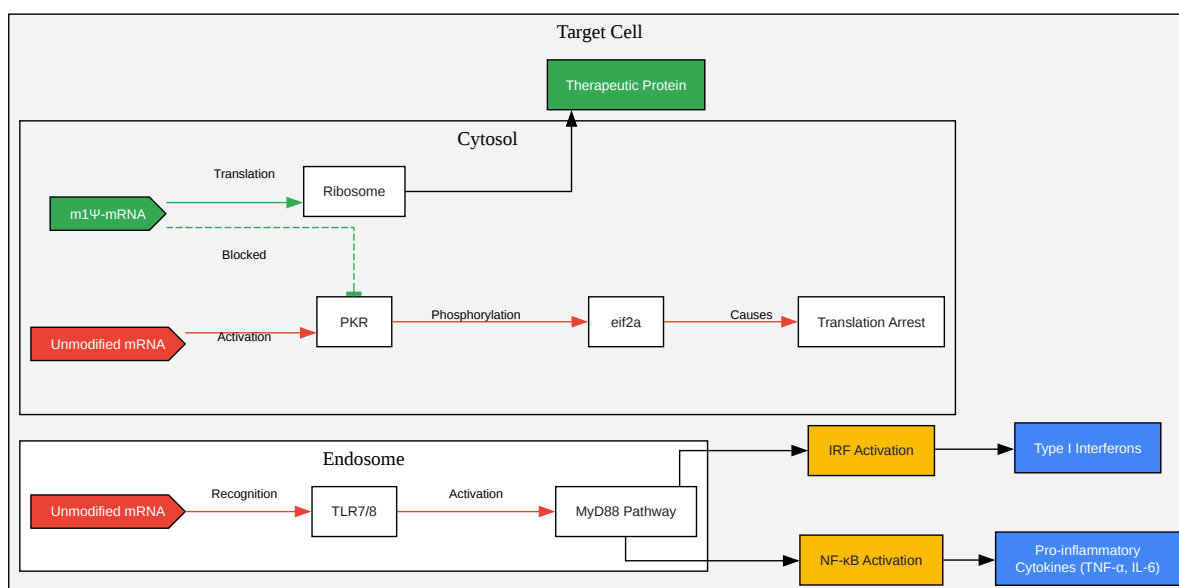 Target Cell
Therapeutic Protein
Cytosol
Translation
Ribosome
m1Ψ-mRNA
Blocked
PKR
Phosphorylation
eif2a
Causes
Translation Arrest
Unmodified mRNA
Activation
Endosome
IRF Activation
Type I Interferons
Recognition
Activation
Unmodified mRNA
TLR7/8
MyD88 Pathway
NF-κB Activation
Pro-inflammatory
Cytokines (TNF-α, IL-6)